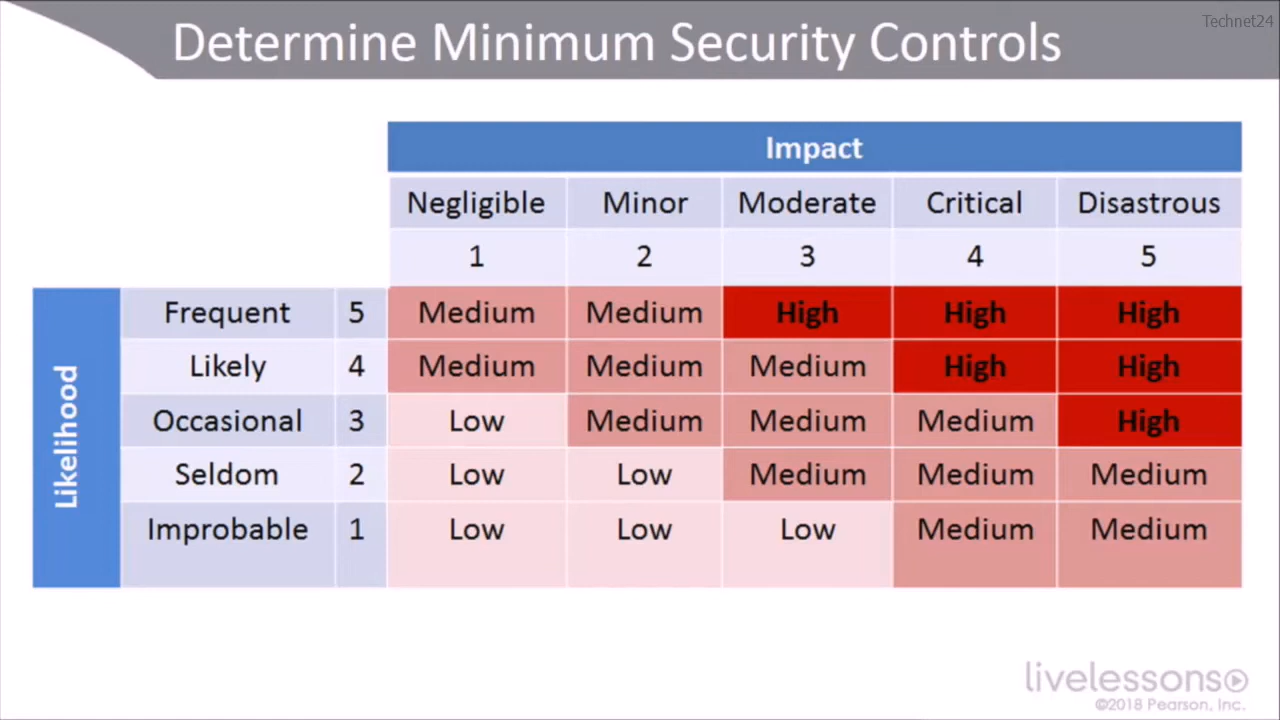 Technet24
Determine Minimum Security Controls
Impact
Negligible Minor Moderate Critical Disastrous
1 2 3 4 5
Likelihood
Frequent 5 Medium Medium High High High
Likely 4 Medium Medium Medium High High
Occasional 3 Low Medium Medium Medium High
Seldom 2 Low Low Medium Medium Medium
Improbable 1 Low Low Low Medium Medium
livelessons
©2018 Pearson, Inc.